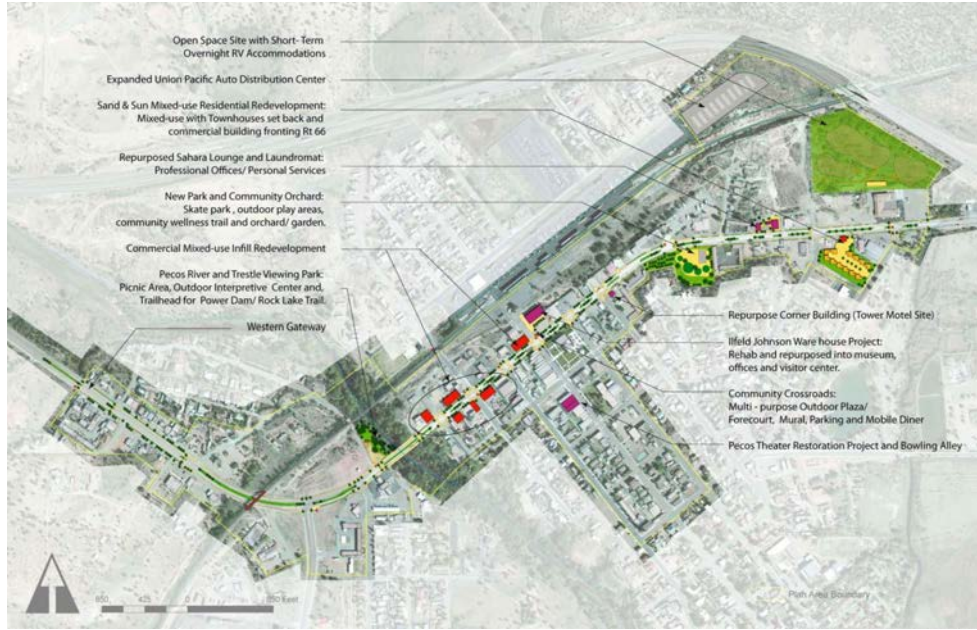 Open Space Site with Short- Term
Overnight RV Accommodations
Expanded Union Pacific Auto Distribution Center
Sand & Sun Mixed-use Residential Redevelopment:
Mixed-use with Townhouses set back and
commercial building fronting Rt 66
Repurposed Sahara Lounge and Laundromat:
Professional Offices/ Personal Services
New Park and Community Orchard:
Skate park , outdoor play areas,
community wellness trail and orchard/ garden.
Commercial Mixed-use Infill Redevelopment
Pecos River and Trestle Viewing Park:
Picnic Area, Outdoor Interpretive Center and,
Trailhead for Power Dam/ Rock Lake Trail.
Western Gateway
Repurpose Corner Building (Tower Motel Site)
Ilfeld Johnson Ware house Project:
Rehab and repurposed into museum,
offices and visitor center.
Community Crossroads:
Multi - purpose Outdoor Plaza/
Forecourt, Mural, Parking and Mobile Diner
Pecos Theater Restoration Project and Bowling Alley
850 425 0 850 Feet
Plan Area Boundary